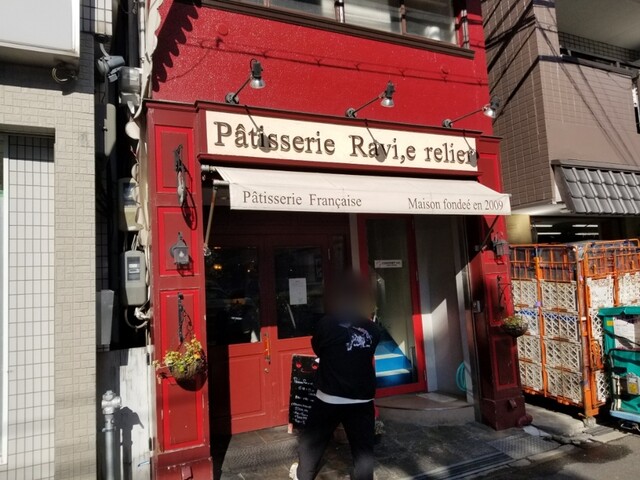 Pâtisserie Ravi,e relier
Pâtisserie Française Maison fondeé en 2009